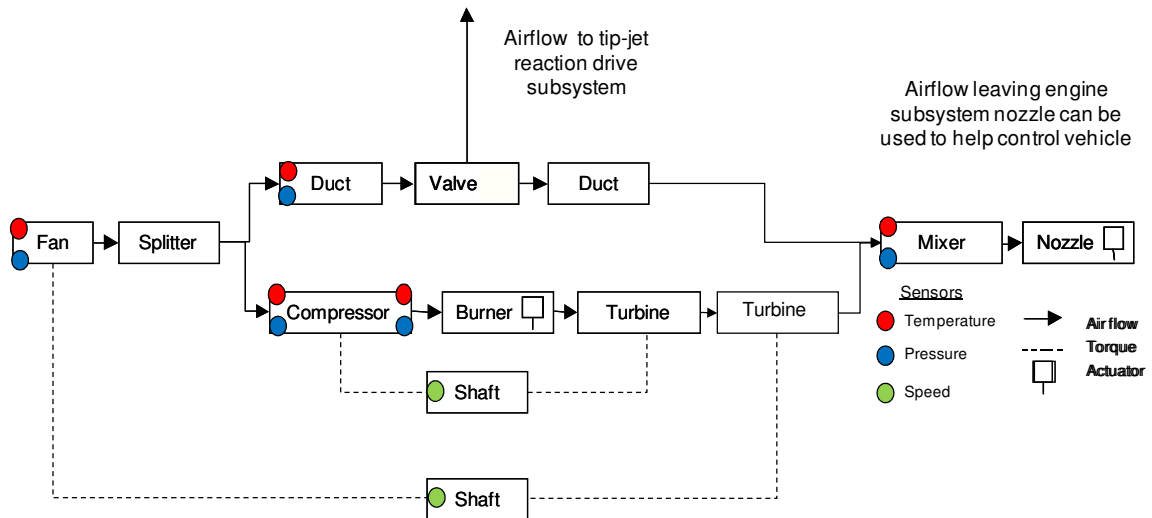 Airflow to tip-jet
reaction drive
subsystem
Airflow leaving engine
subsystem nozzle can be
used to help control vehicle
Duct
Valve
Duct
Fan
Splitter
Mixer
Nozzle
Compressor
Burner
Turbine
Turbine
Shaft
Shaft
Sensors
Temperature
Pressure
Speed
Air flow
Torque
Actuator